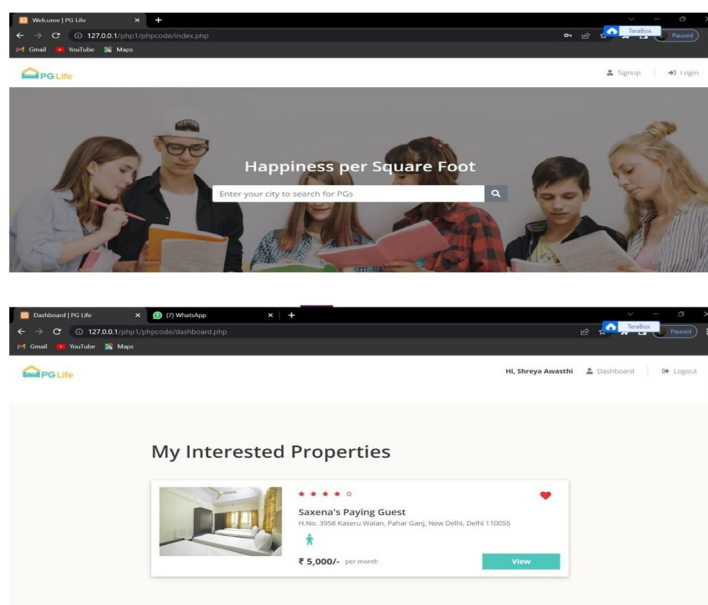 Welcome | PG Life
127.0.0.1/php1/phpcode/index.php
TeraBox
Paused
Gmail YouTube Maps
PG Life
Signup Login
Happiness per Square Foot
Enter your city to search for PGs
Dashboard | PG Life (7) WhatsApp
127.0.0.1/php1/phpcode/dashboard.php
TeraBox
Paused
Gmail YouTube Maps
PG Life
Hi, Shreya Awasthi Dashboard Logout
My Interested Properties
Saxena's Paying Guest
H.No. 3958 Kaseru Walan, Pahar Ganj, New Delhi, Delhi 110055
₹ 5,000/- per month
View